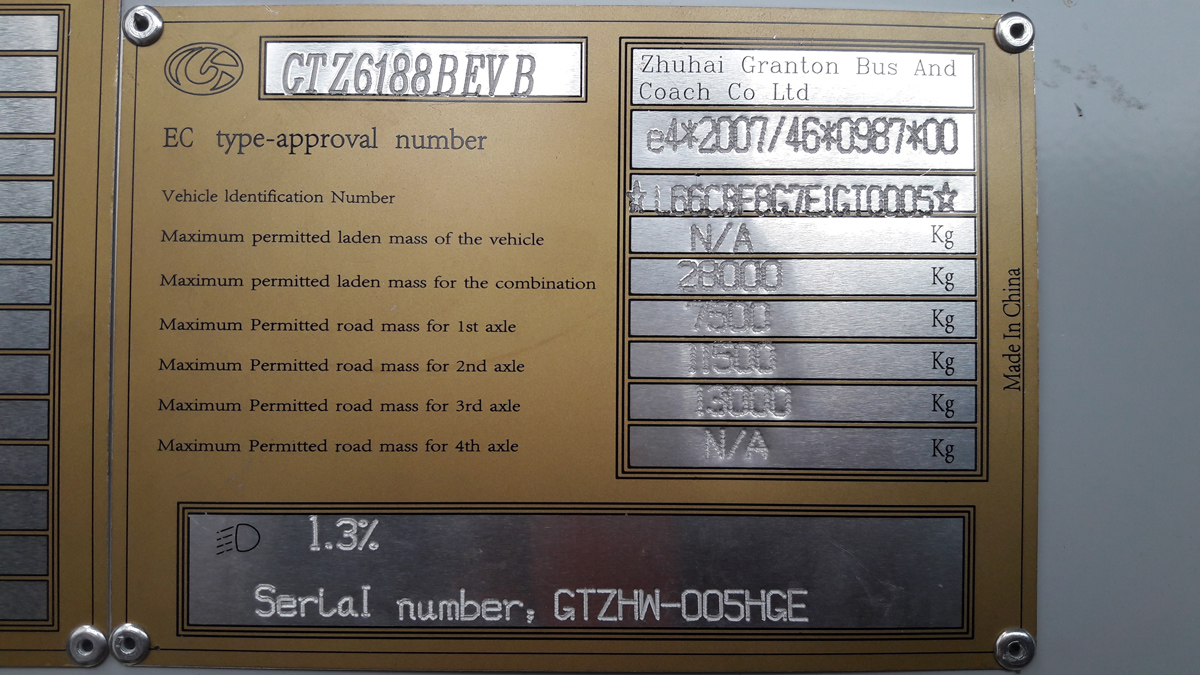 GTZ6188BEVB
Zhuhai Granton Bus And
Coach Co Ltd
EC type-approval number
e4*2007/46*0987*00
Vehicle Identification Number
☆L66CBE8G7E1GT0005☆
Maximum permitted laden mass of the vehicle
N/A Kg
Maximum permitted laden mass for the combination
28000 Kg
Maximum Permitted road mass for 1st axle
7500 Kg
Maximum Permitted road mass for 2nd axle
11500 Kg
Maximum Permitted road mass for 3rd axle
13000 Kg
Maximum Permitted road mass for 4th axle
N/A Kg
Made In China
1.3%
Serial number: GTZHW-005HGE